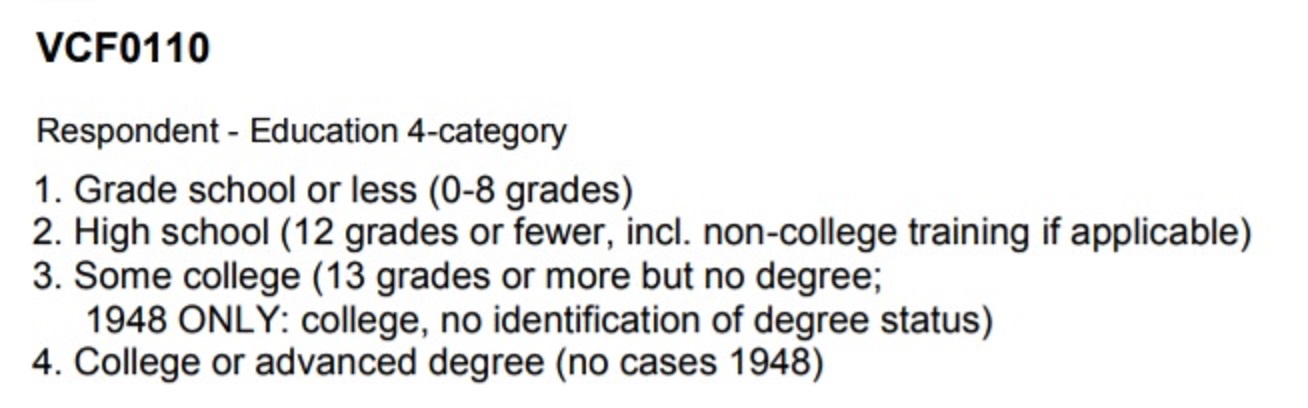 VCF0110
Respondent - Education 4-category
1. Grade school or less (0-8 grades)
2. High school (12 grades or fewer, incl. non-college training if applicable)
3. Some college (13 grades or more but no degree;
1948 ONLY: college, no identification of degree status)
4. College or advanced degree (no cases 1948)